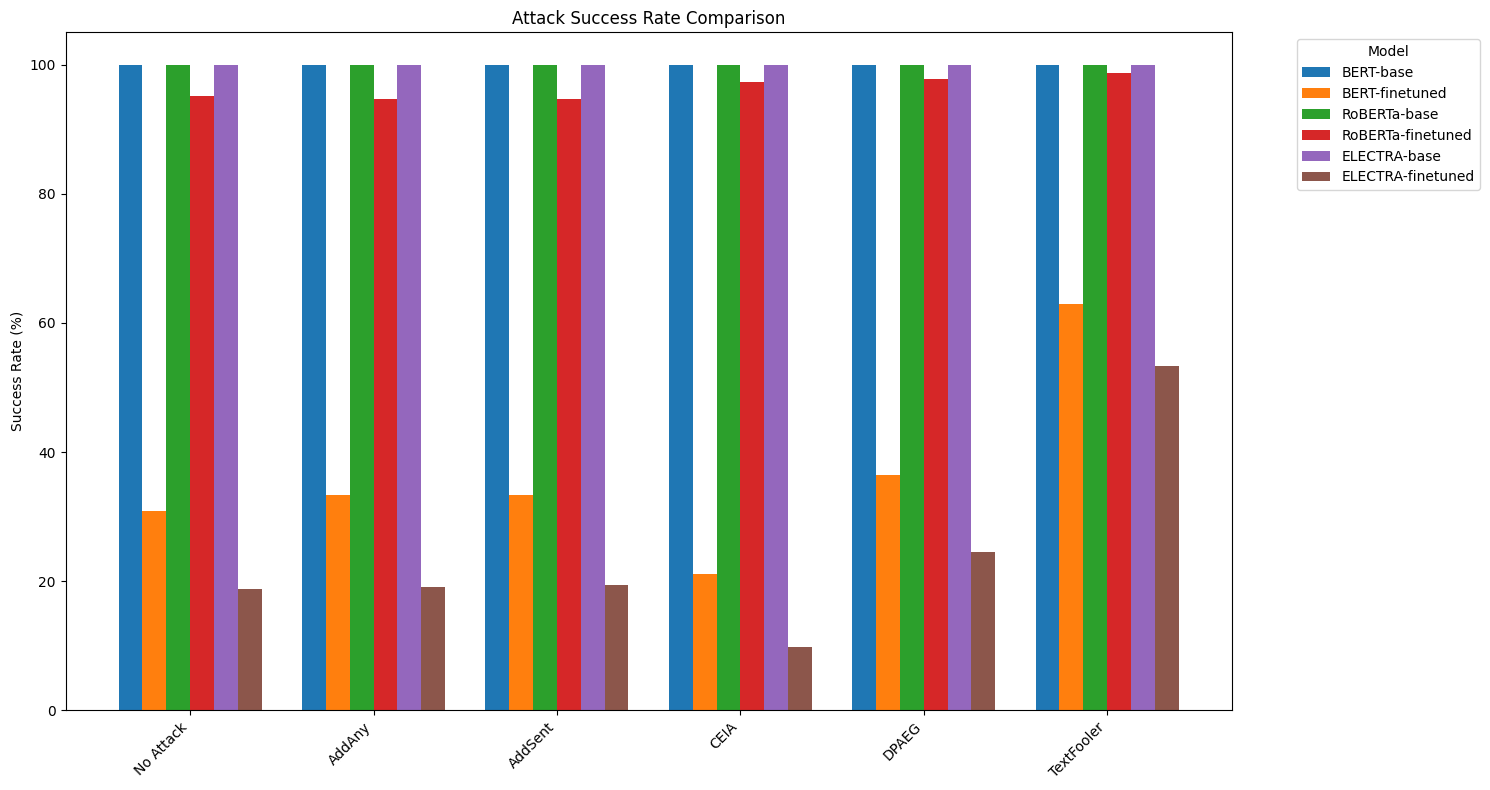 Attack Success Rate Comparison
Success Rate (%)
100
80
60
40
20
0
No Attack
AddAny
AddSent
CEIA
DPAEG
TextFooler
Model
BERT-base
BERT-finetuned
RoBERTa-base
RoBERTa-finetuned
ELECTRA-base
ELECTRA-finetuned